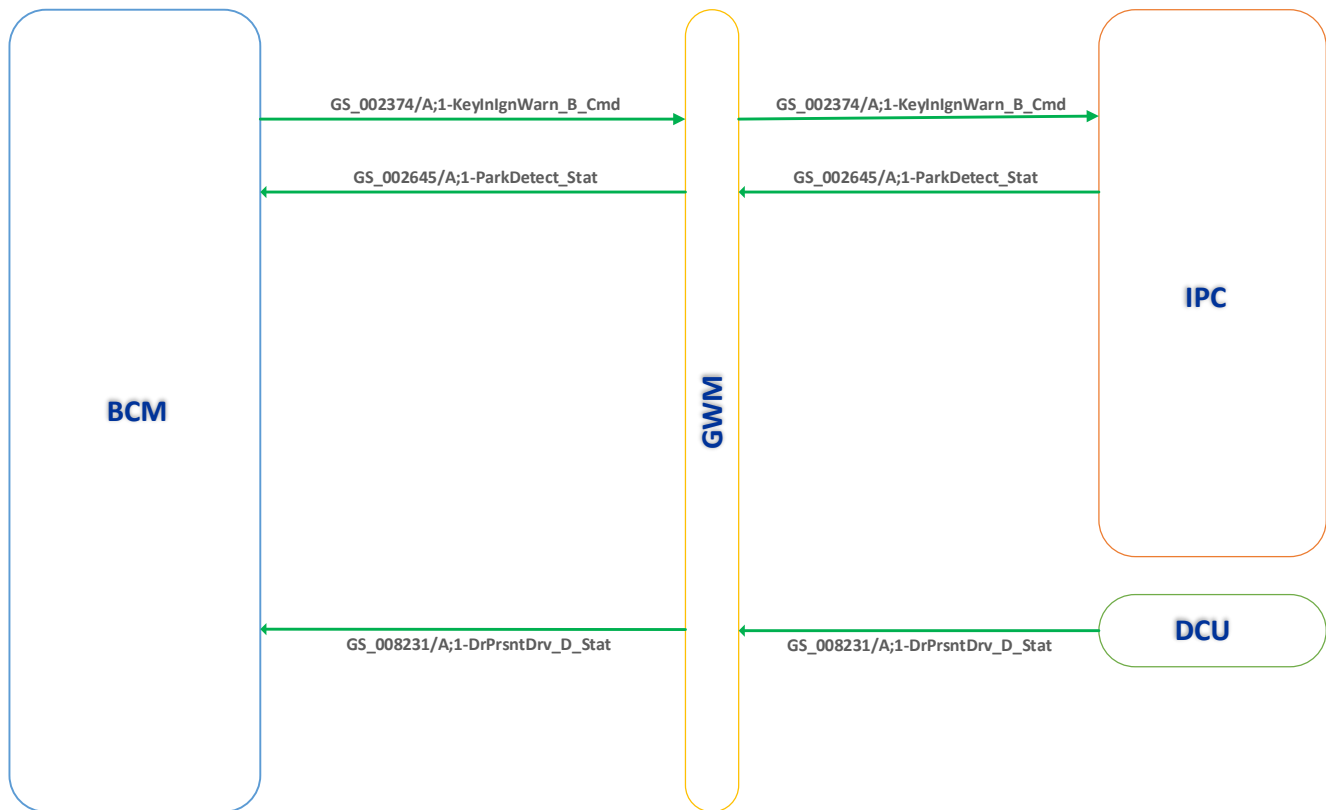 GS_002374/A;1-KeyInIgnWarn_B_Cmd
GS_002374/A;1-KeyInIgnWarn_B_Cmd
GS_002645/A;1-ParkDetect_Stat
GS_002645/A;1-ParkDetect_Stat
IPC
BCM
GWM
GS_008231/A;1-DrPrsntDrv_D_Stat
GS_008231/A;1-DrPrsntDrv_D_Stat
DCU